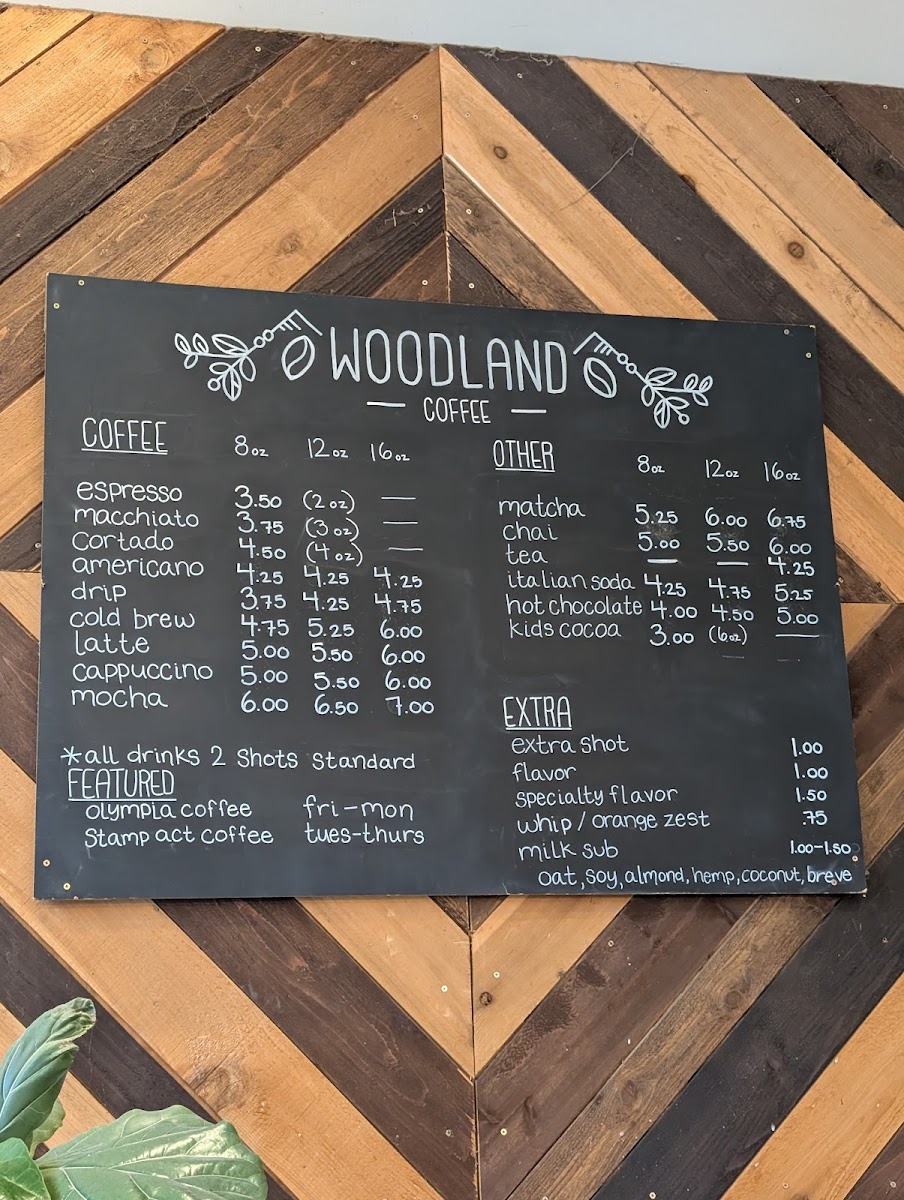 WOODLAND
COFFEE
COFFEE 8oz 12oz 16oz
espresso 3.50 (2oz) —
macchiato 3.75 (3oz) —
cortado 4.50 (4oz) —
americano 4.25 4.25 4.25
drip 3.75 4.25 4.75
cold brew 4.75 5.25 6.00
latte 5.00 5.50 6.00
cappuccino 5.00 5.50 6.00
mocha 6.00 6.50 7.00
*all drinks 2 shots standard
FEATURED
olympia coffee fri-mon
stamp act coffee tues-thurs
OTHER 8oz 12oz 16oz
matcha 5.25 6.00 6.75
chai 5.00 5.50 6.00
tea — — 4.25
italian soda 4.25 4.75 5.25
hot chocolate 4.00 4.50 5.00
kids cocoa 3.00 (6oz) —
EXTRA
extra shot 1.00
flavor 1.00
specialty flavor 1.50
whip / orange zest .75
milk sub 1.00-1.50
oat, soy, almond, hemp, coconut, breve